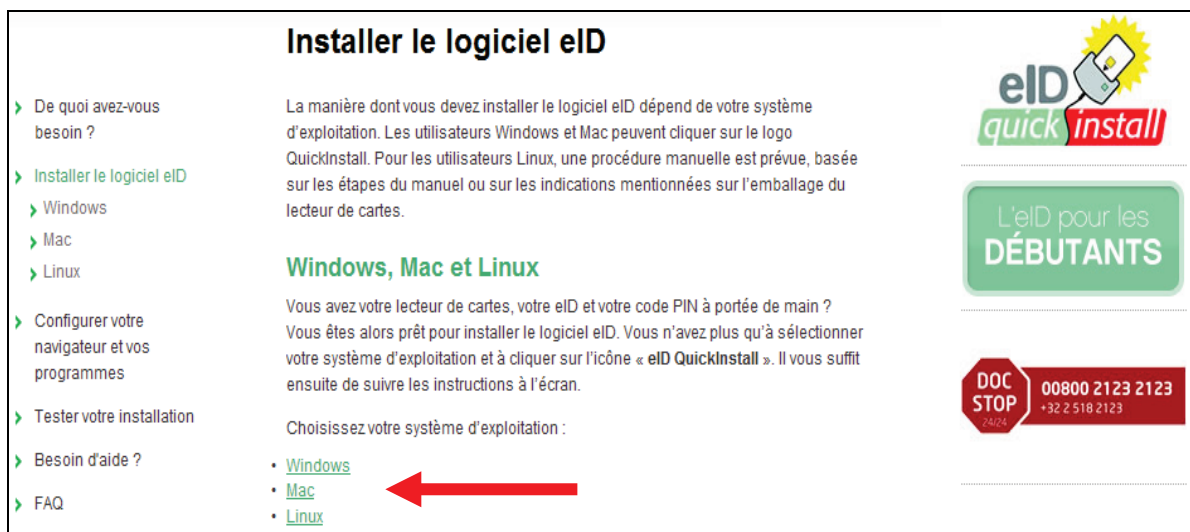 Installer le logiciel eID
De quoi avez-vous
besoin ?
Installer le logiciel eID
Windows
Mac
Linux
Configurer votre
navigateur et vos
programmes
Tester votre installation
Besoin d'aide ?
FAQ
La manière dont vous devez installer le logiciel eID dépend de votre système
d'exploitation. Les utilisateurs Windows et Mac peuvent cliquer sur le logo
QuickInstall. Pour les utilisateurs Linux, une procédure manuelle est prévue, basée
sur les étapes du manuel ou sur les indications mentionnées sur l'emballage du
lecteur de cartes.
Windows, Mac et Linux
Vous avez votre lecteur de cartes, votre eID et votre code PIN à portée de main ?
Vous êtes alors prêt pour installer le logiciel eID. Vous n'avez plus qu'à sélectionner
votre système d'exploitation et à cliquer sur l'icône « eID QuickInstall ». Il vous suffit
ensuite de suivre les instructions à l'écran.
Choisissez votre système d'exploitation :
• Windows
• Mac
• Linux
eID
quick install
L'eID pour les
DÉBUTANTS
DOC
STOP
24/24
00800 2123 2123
+32 2 518 2123